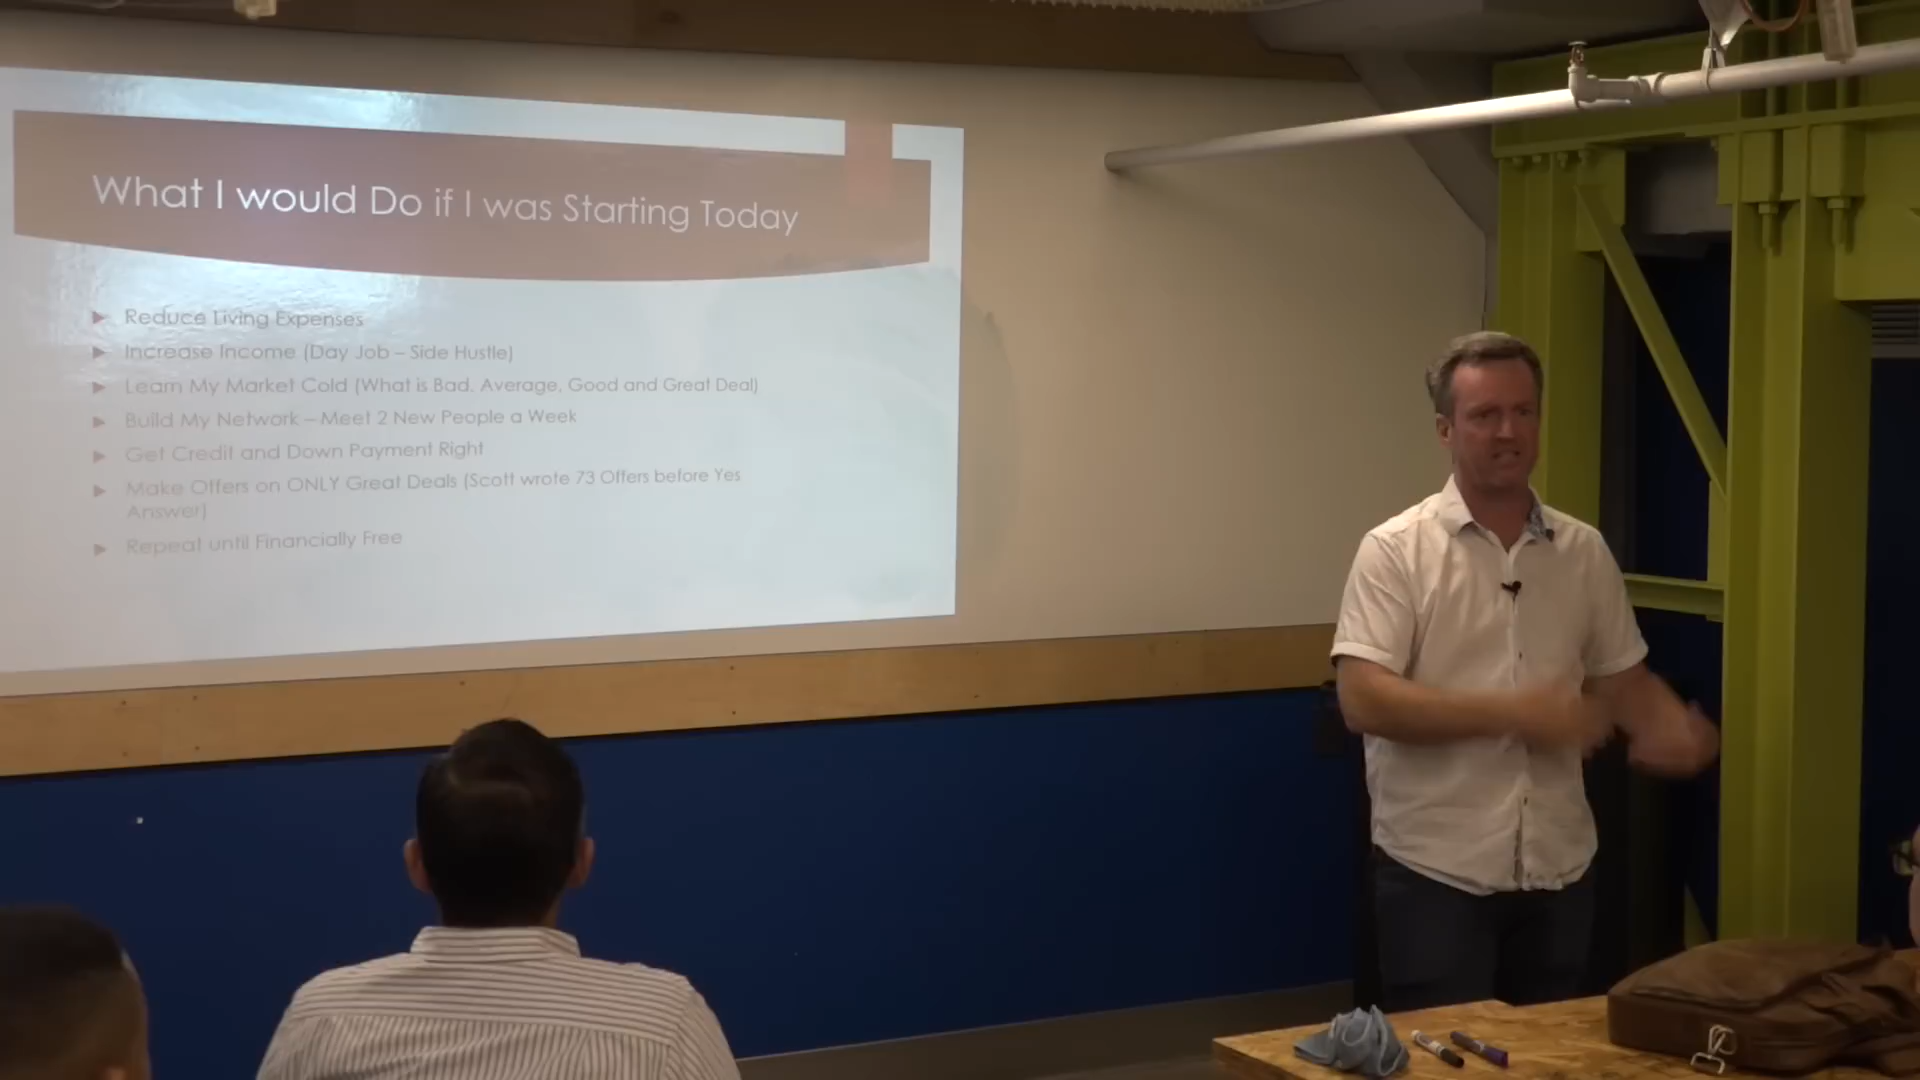 What I would Do if I was Starting Today
Reduce Living Expenses
Increase Income (Day Job – Side Hustle)
Learn My Market Cold (What is Bad. Average, Good and Great Deal)
Build My Network – Meet 2 New People a Week
Get Credit and Down Payment Right
Make Offers on ONLY Great Deals (Scott wrote 73 Offers before Yes
Answer)
Repeat until Financially Free